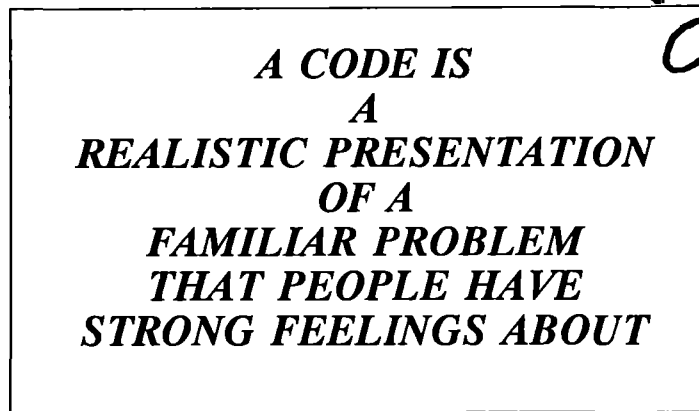 A CODE IS
A
REALISTIC PRESENTATION
OF A
FAMILIAR PROBLEM
THAT PEOPLE HAVE
STRONG FEELINGS ABOUT